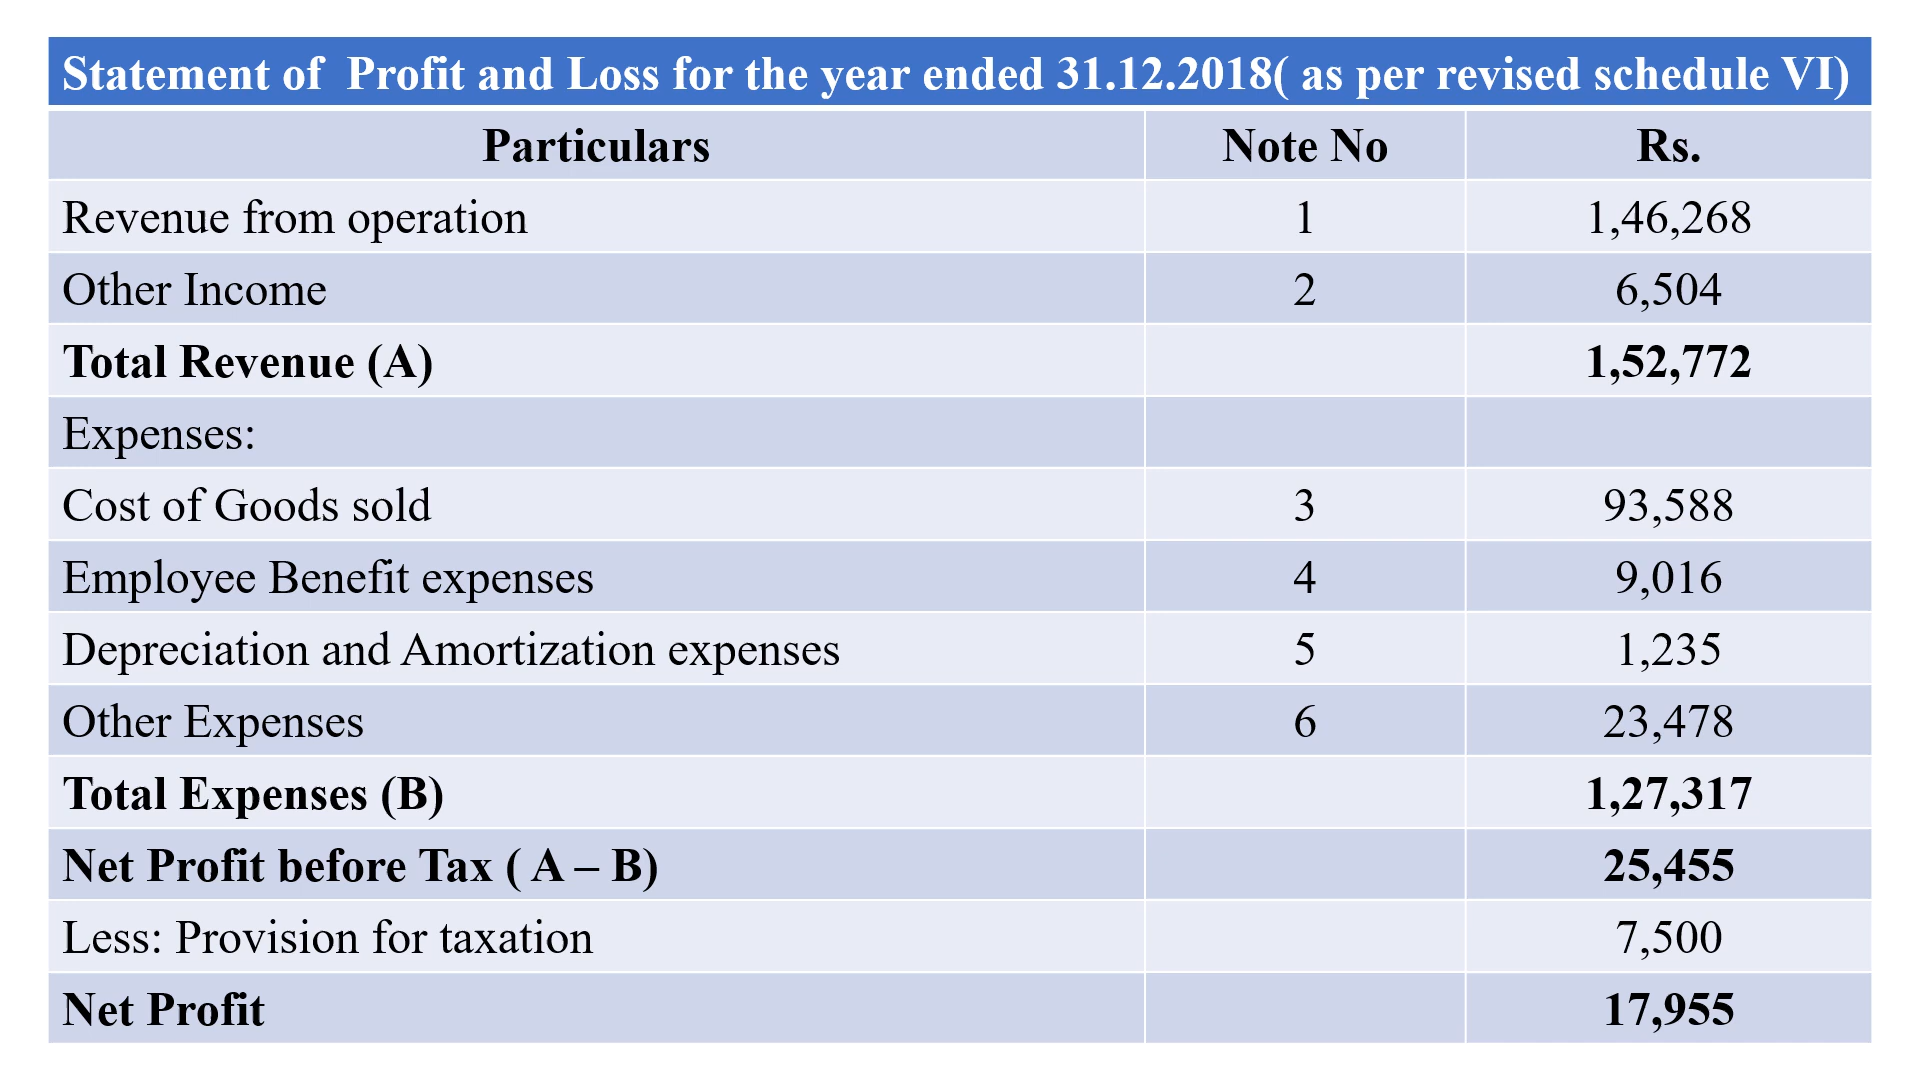 Statement of  Profit and Loss for the year ended 31.12.2018( as per revised schedule VI)
Particulars Note No Rs.
Revenue from operation 1 1,46,268
Other Income 2 6,504
Total Revenue (A) 1,52,772
Expenses:
Cost of Goods sold 3 93,588
Employee Benefit expenses 4 9,016
Depreciation and Amortization expenses 5 1,235
Other Expenses 6 23,478
Total Expenses (B) 1,27,317
Net Profit before Tax ( A – B) 25,455
Less: Provision for taxation 7,500
Net Profit 17,955